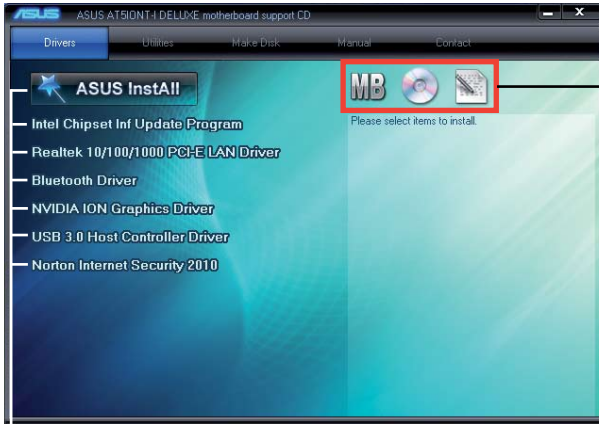 ASUS ASUS AT5IONT-I DELUXE motherboard support CD
Drivers Utilities Make Disk Manual Contact
ASUS InstAll
MB
Please select items to install.
Intel Chipset Inf Update Program
Realtek 10/100/1000 PCI-E LAN Driver
Bluetooth Driver
NVIDIA ION Graphics Driver
USB 3.0 Host Controller Driver
Norton Internet Security 2010